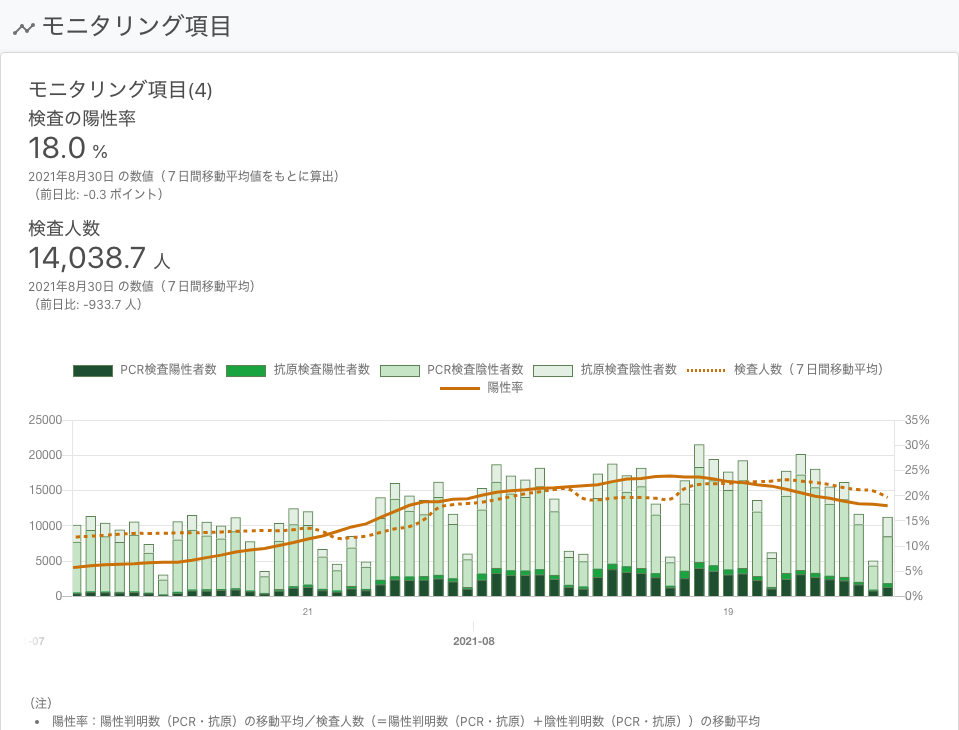 モニタリング項目
モニタリング項目(4)
検査の陽性率
18.0 %
2021年8月30日 の数値（７日間移動平均値をもとに算出）
（前日比: -0.3 ポイント）
検査人数
14,038.7 人
2021年8月30日 の数値（７日間移動平均）
（前日比: -933.7 人）
PCR検査陽性者数 抗原検査陽性者数 PCR検査陰性者数 抗原検査陰性者数 検査人数（７日間移動平均）
陽性率
25000 35%
30%
20000
25%
15000
20%
10000 15%
10%
5000
5%
0 0%
21 19
-07 2021-08
（注）
• 陽性率：陽性判明数（PCR・抗原）の移動平均／検査人数（＝陽性判明数（PCR・抗原）＋陰性判明数（PCR・抗原））の移動平均